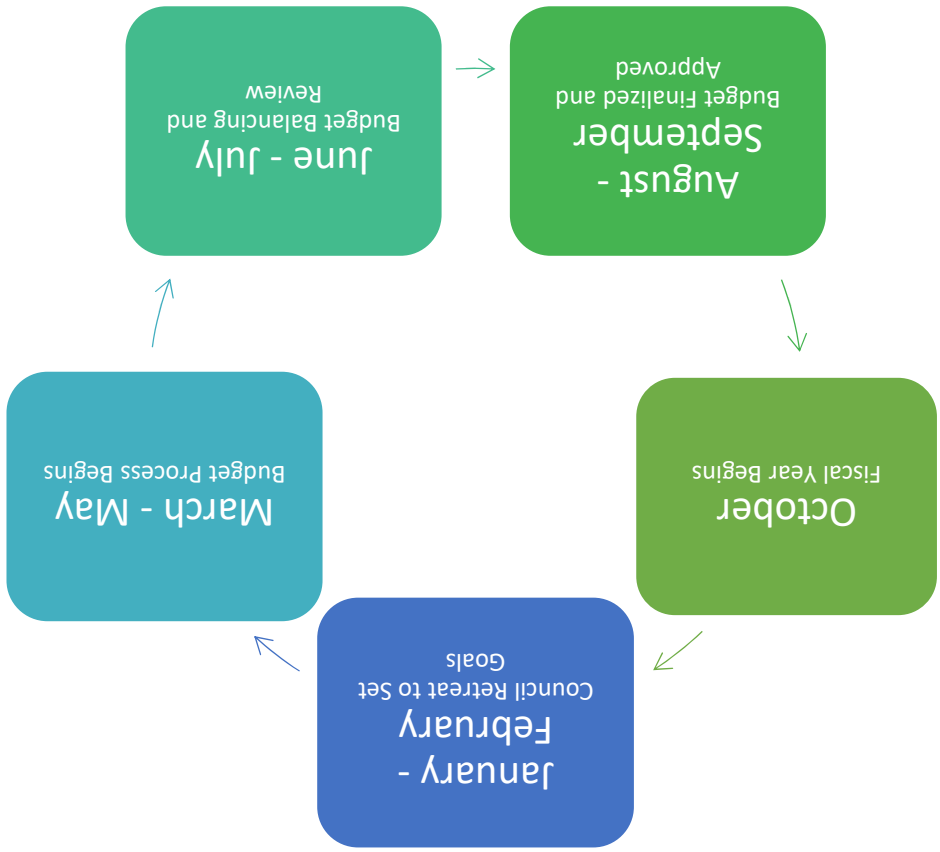 January -
February
Council Retreat to Set
Goals
March - May
Budget Process Begins
June - July
Budget Balancing and
Review
August -
September
Budget Finalized and
Approved
October
Fiscal Year Begins